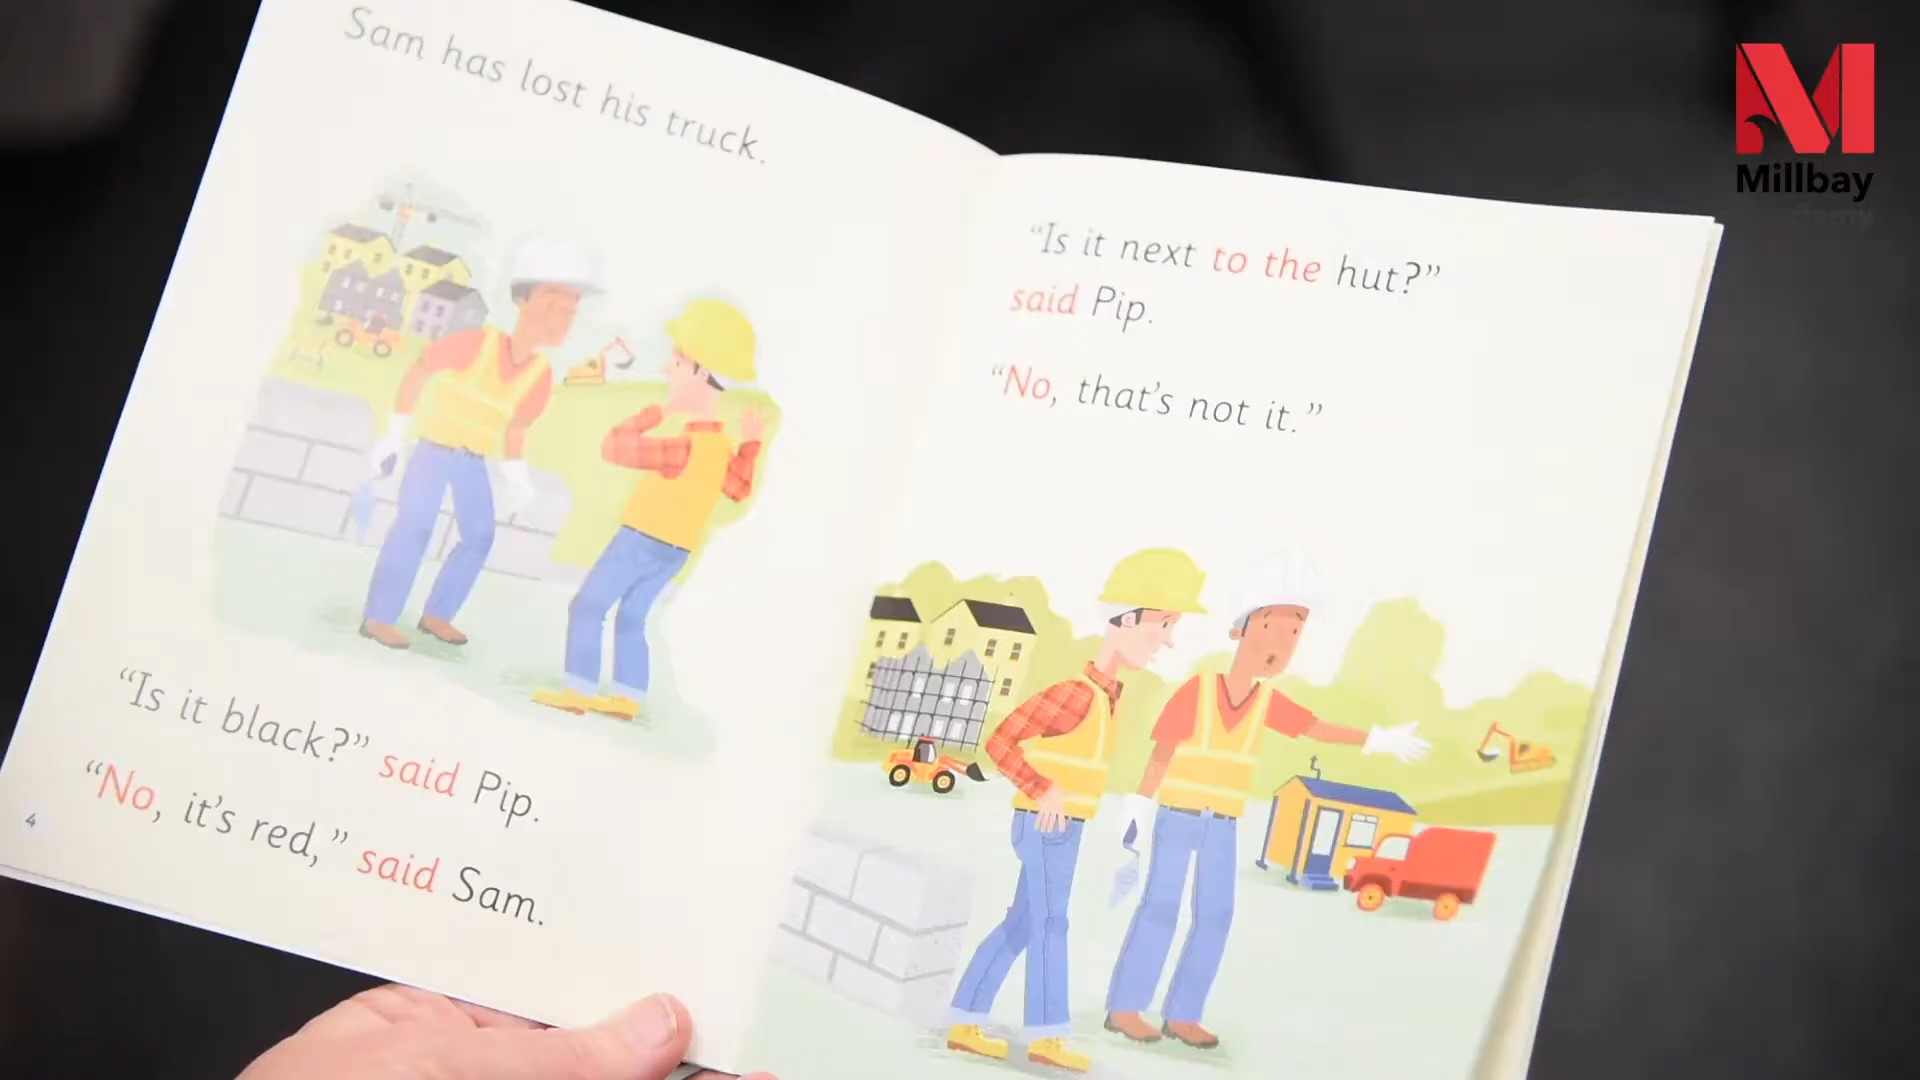 Sam has lost his truck.
“Is it black?” said Pip.
“No, it’s red,” said Sam.
4
“Is it next to the hut?”
said Pip.
“No, that’s not it.”
Millbay